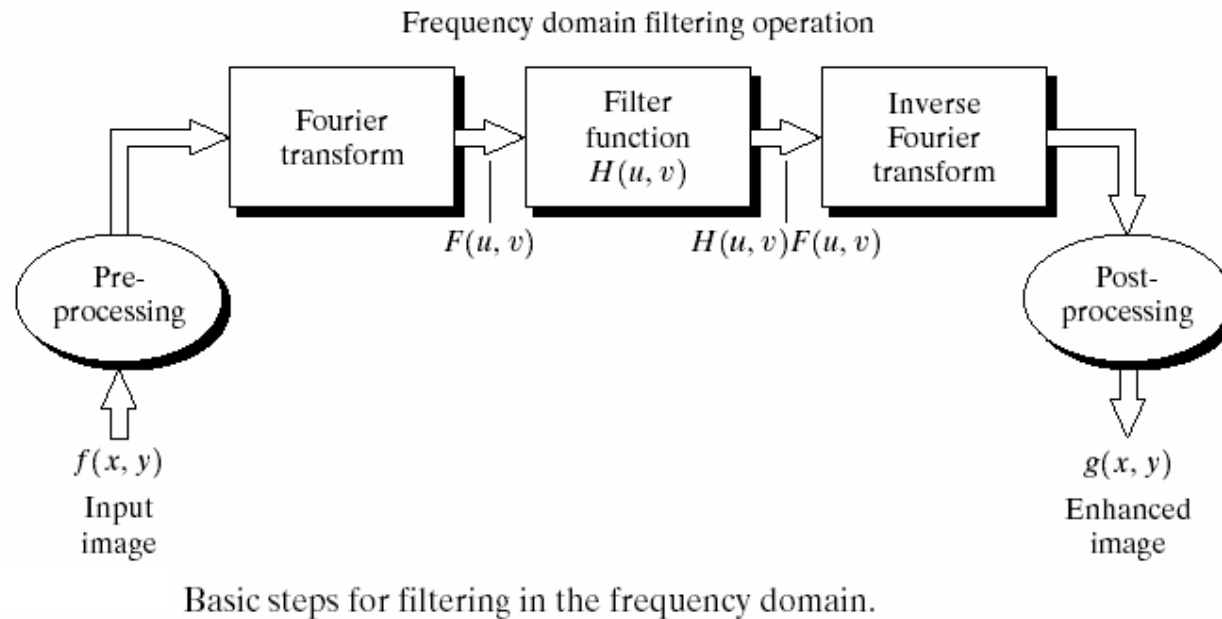 Frequency domain filtering operation
Fourier
transform
Filter
function
H(u, v)
Inverse
Fourier
transform
F(u, v)
H(u, v)F(u, v)
Pre-
processing
Post-
processing
f(x, y)
Input
image
g(x, y)
Enhanced
image
Basic steps for filtering in the frequency domain.